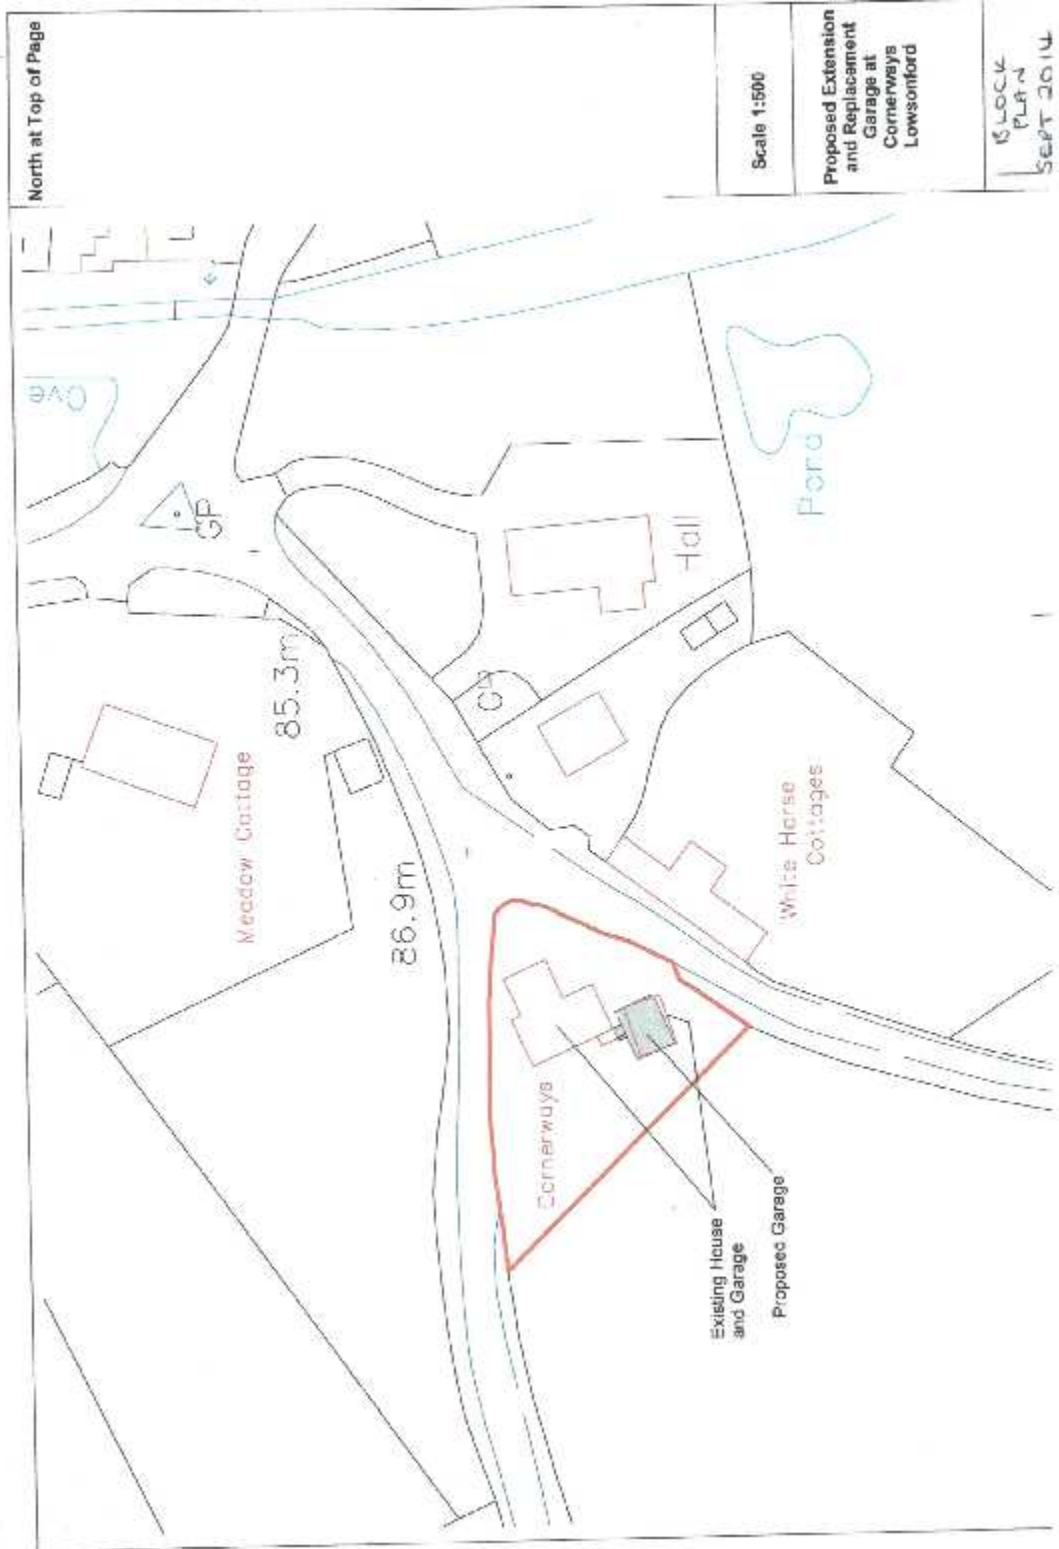 North at Top of Page
Scale 1:500
Proposed Extension
and Replacement
Garage at
Cornerways
Lowsonford
BLOCK
PLAN
SEPT 2014
Ove
GP
85.3m
Meadow Cottage
86.9m
Hall
Pond
GP
White Horse
Cottages
Cornerways
Existing House
and Garage
Proposed Garage